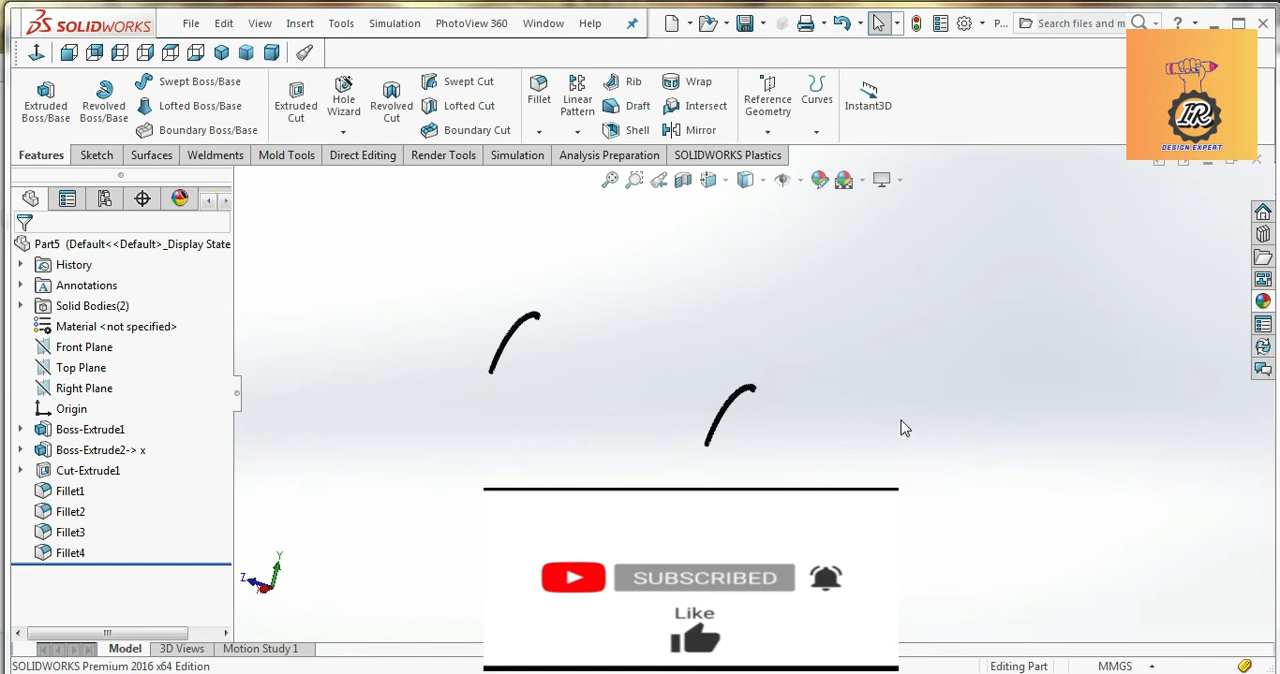 SOLIDWORKS File Edit View Insert Tools Simulation PhotoView 360 Window Help P... Search files and m ?
IR
DESIGN EXPERT
Extruded Boss/Base
Revolved Boss/Base
Swept Boss/Base
Lofted Boss/Base
Boundary Boss/Base
Extruded Cut
Hole Wizard
Revolved Cut
Swept Cut
Lofted Cut
Boundary Cut
Fillet
Linear Pattern
Rib
Draft
Shell
Wrap
Intersect
Mirror
Reference Geometry
Curves
Instant3D
Features Sketch Surfaces Weldments Mold Tools Direct Editing Render Tools Simulation Analysis Preparation SOLIDWORKS Plastics
Part5 (Default<<Default>_Display State
History
Annotations
Solid Bodies(2)
Material <not specified>
Front Plane
Top Plane
Right Plane
Origin
Boss-Extrude1
Boss-Extrude2-> x
Cut-Extrude1
Fillet1
Fillet2
Fillet3
Fillet4
Y
Z
SUBSCRIBED
Like
Model 3D Views Motion Study 1
SOLIDWORKS Premium 2016 x64 Edition Editing Part MMGS